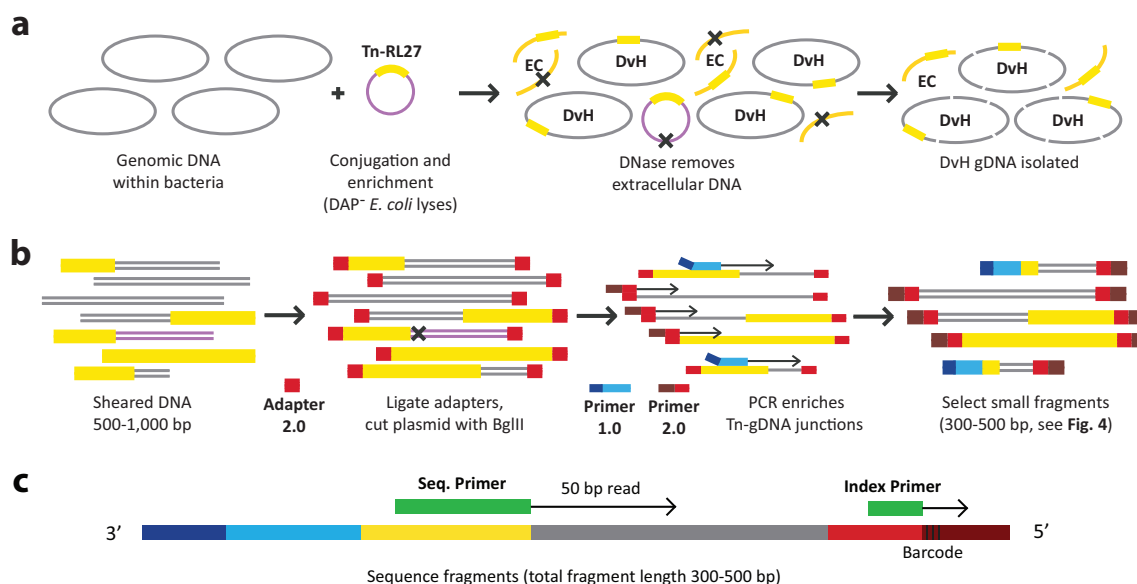 a
Tn-RL27
EC
DvH
EC
DvH
DvH
DvH
EC
DvH
DvH
DvH
+
Genomic DNA
within bacteria
Conjugation and
enrichment
(DAP⁻ E. coli lyses)
DNase removes
extracellular DNA
DvH gDNA isolated
b
Sheared DNA
500-1,000 bp
Adapter
2.0
Ligate adapters,
cut plasmid with BglII
Primer
1.0
Primer
2.0
PCR enriches
Tn-gDNA junctions
Select small fragments
(300-500 bp, see Fig. 4)
c
Seq. Primer
50 bp read
Index Primer
3′
5′
Barcode
Sequence fragments (total fragment length 300-500 bp)